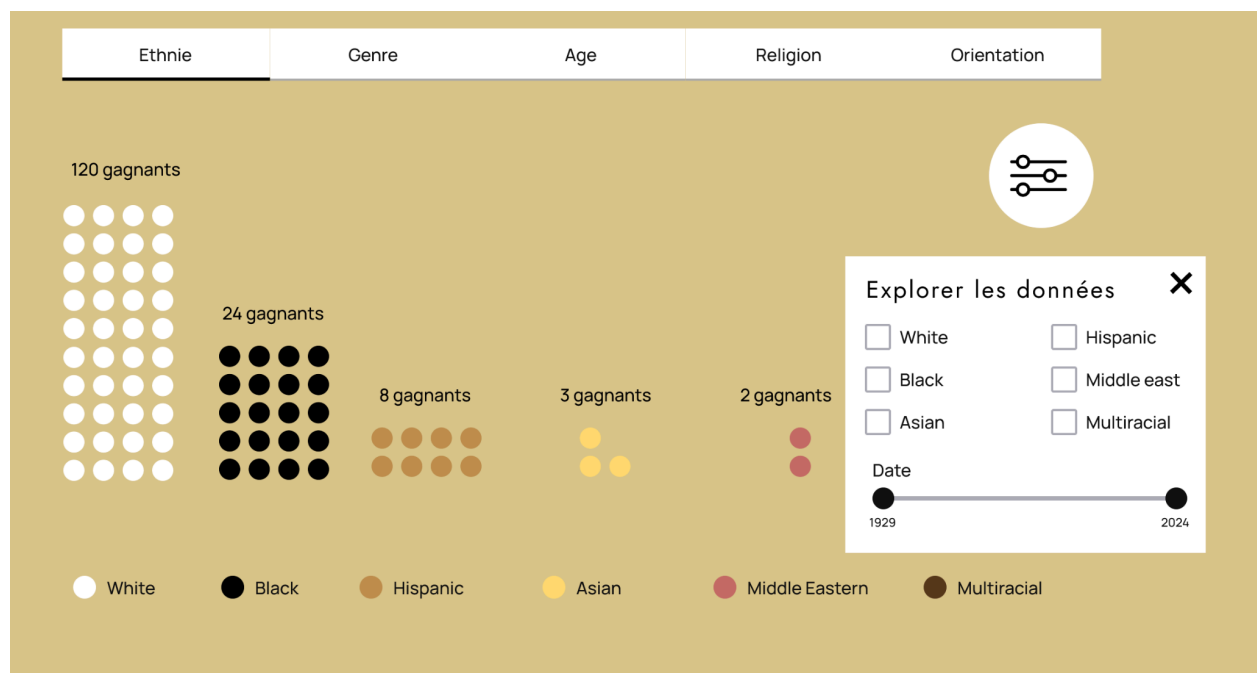 Ethnie
Genre
Age
Religion
Orientation
120 gagnants
24 gagnants
8 gagnants
3 gagnants
2 gagnants
Explorer les données
White
Hispanic
Black
Middle east
Asian
Multiracial
Date
1929
2024
White
Black
Hispanic
Asian
Middle Eastern
Multiracial